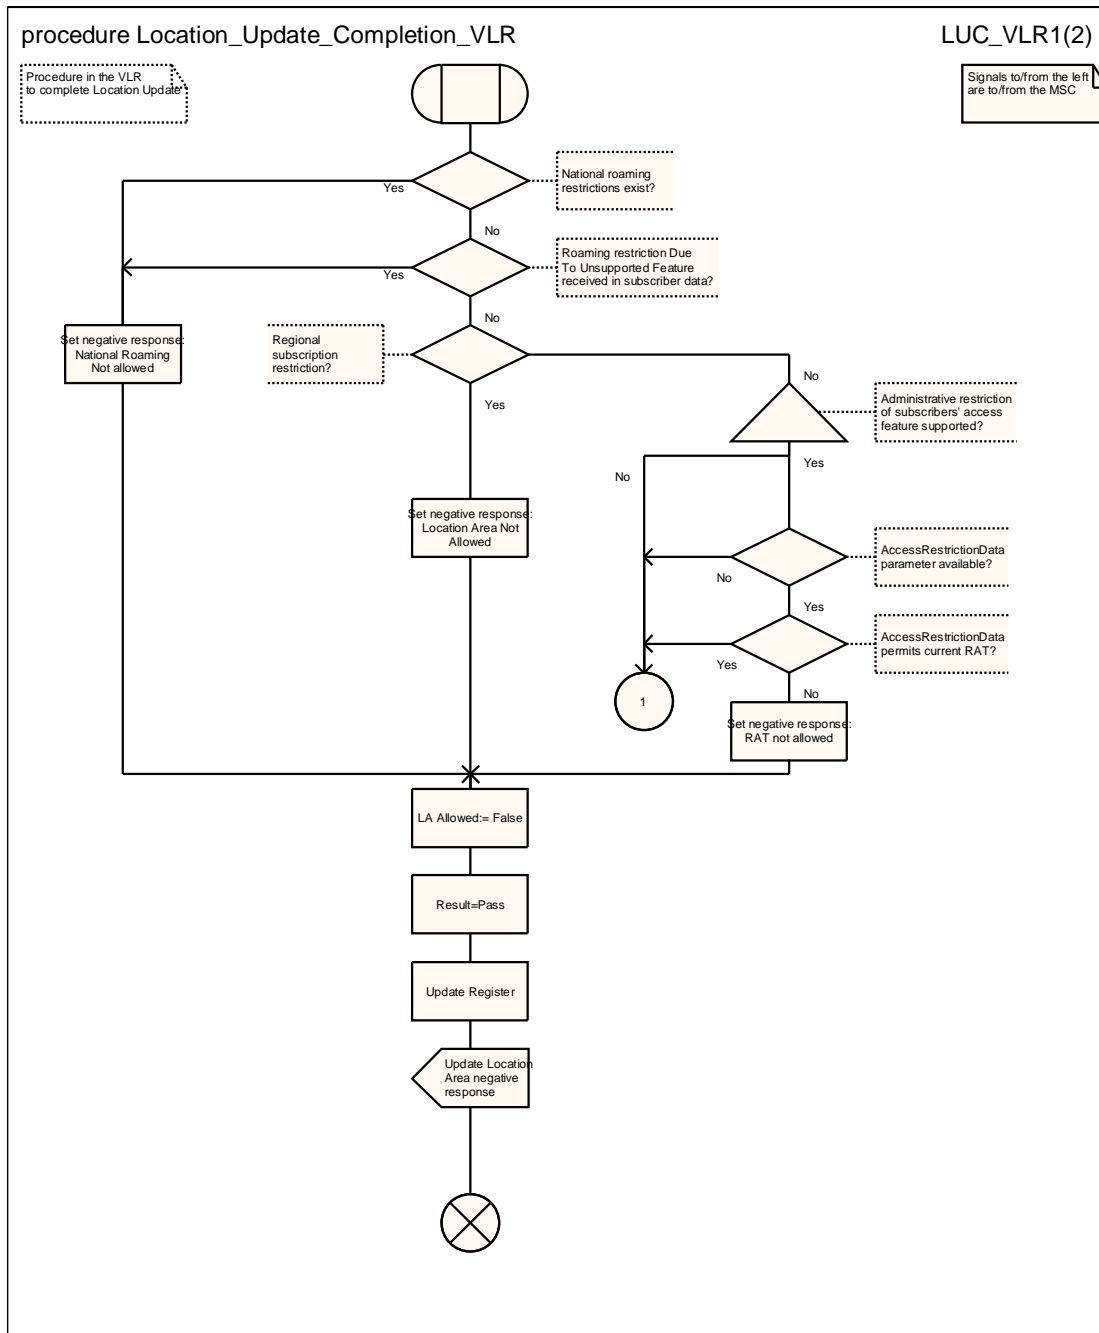 procedure Location_Update_Completion_VLR
LUC_VLR1(2)
Procedure in the VLR
to complete Location Update
Signals to/from the left
are to/from the MSC
National roaming
restrictions exist?
Yes
No
Roaming restriction Due
To Unsupported Feature
received in subscriber data?
Yes
No
Set negative response:
National Roaming
Not allowed
Regional
subscription
restriction?
No
Yes
Administrative restriction
of subscribers' access
feature supported?
Yes
No
Set negative response:
Location Area Not
Allowed
AccessRestrictionData
parameter available?
No
Yes
AccessRestrictionData
permits current RAT?
Yes
No
1
Set negative response:
RAT not allowed
LA Allowed:= False
Result=Pass
Update Register
Update Location
Area negative
response